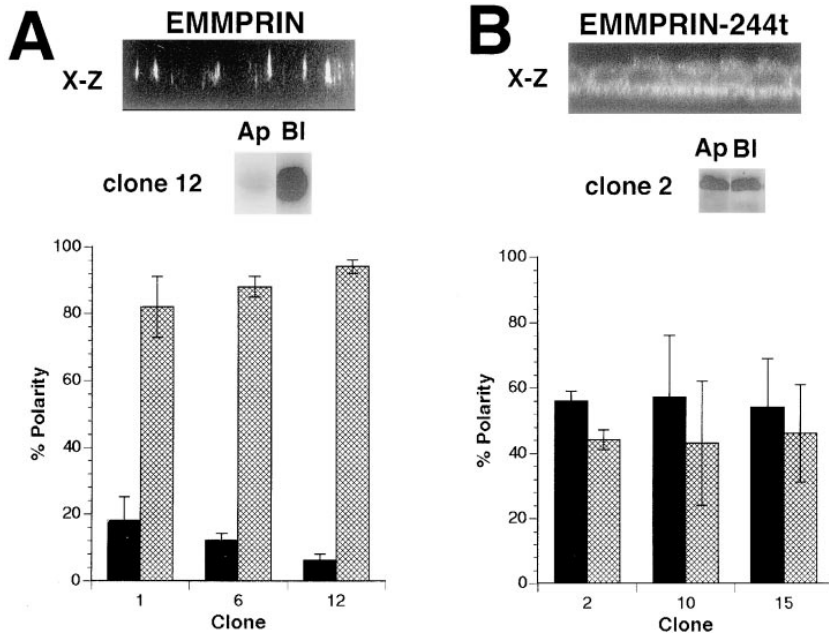 A
EMMPRIN
X-Z
Ap Bl
clone 12
100
80
60
40
20
0
% Polarity
1 6 12
Clone
B
EMMPRIN-244t
X-Z
Ap Bl
clone 2
100
80
60
40
20
0
% Polarity
2 10 15
Clone